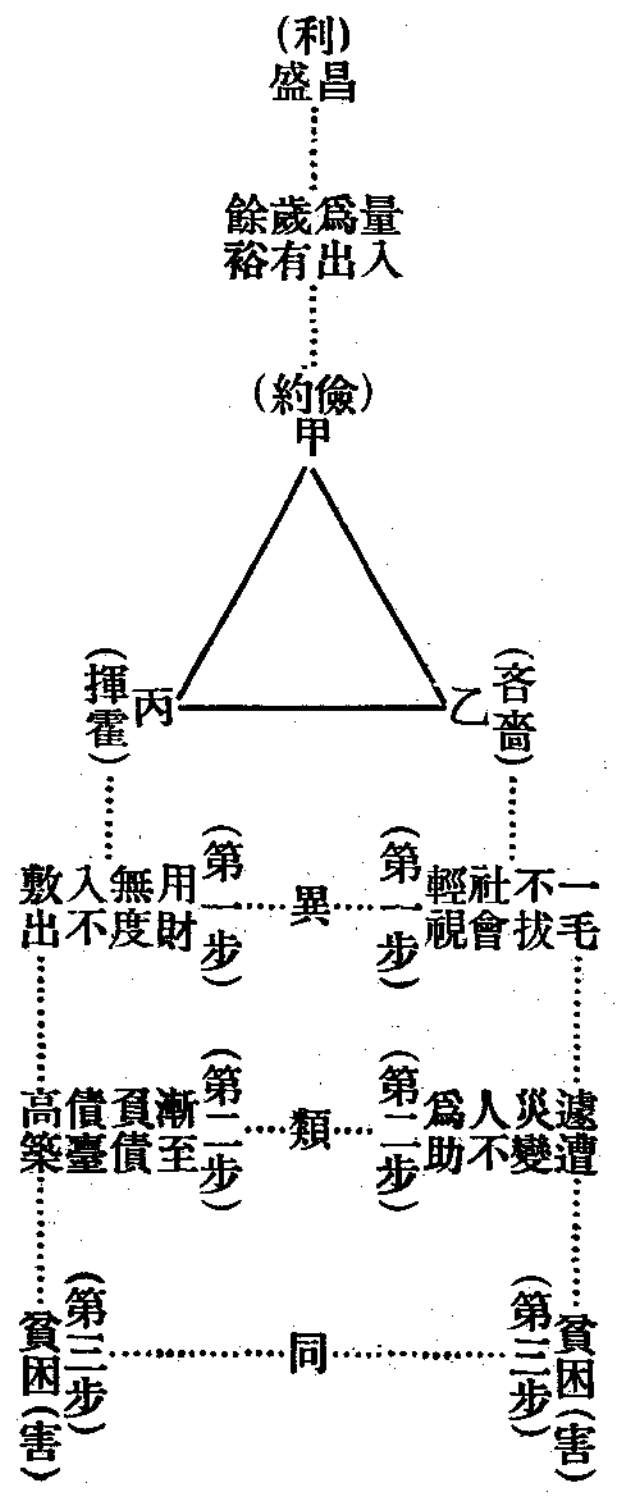 (利)
昌盛
量入爲出歲有餘裕
(儉約)
甲
乙
(吝嗇)
丙
(揮霍)
一毛不拔社會輕視
(第一步)
異
(第一步)
用財無度入不敷出
遽遭災變人不爲助
(第二步)
類
(第二步)
漸至負債債臺高築
貧困(害)
(第三步)
同
(第三步)
貧困(害)